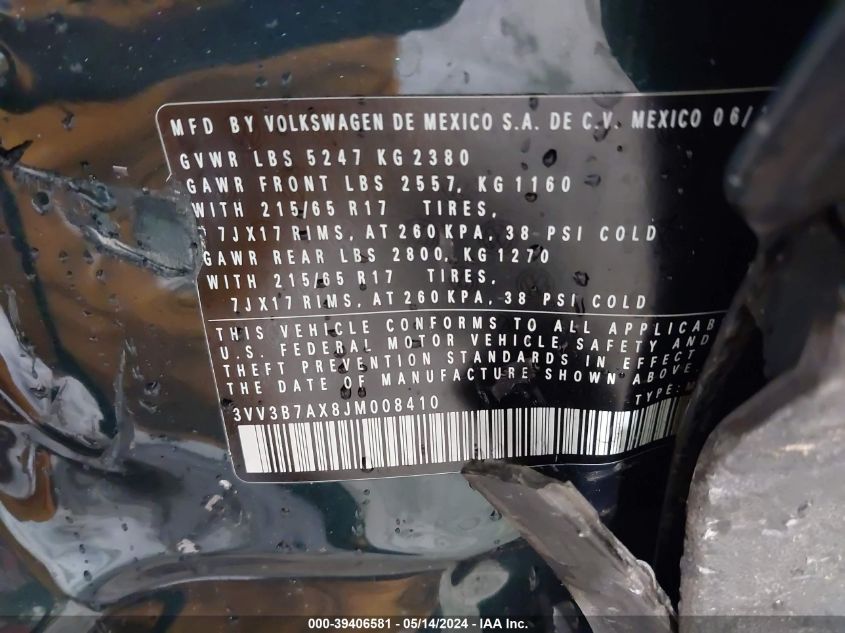 MFD BY VOLKSWAGEN DE MEXICO S.A. DE C.V. MEXICO 06/
GVWR LBS 5247 KG 2380
GAWR FRONT LBS 2557, KG 1160
WITH 215/65 R17 TIRES,
7JX17 RIMS, AT 260 KPA, 38 PSI COLD
GAWR REAR LBS 2800, KG 1270
WITH 215/65 R17 TIRES,
7JX17 RIMS, AT 260 KPA, 38 PSI COLD
THIS VEHICLE CONFORMS TO ALL APPLICAB
U.S. FEDERAL MOTOR VEHICLE SAFETY AND
THEFT PREVENTION STANDARDS IN EFFECT
THE DATE OF MANUFACTURE SHOWN ABOVE.
3VV3B7AX8JM008410 TYPE:
000-39406581 - 05/14/2024 - IAA Inc.